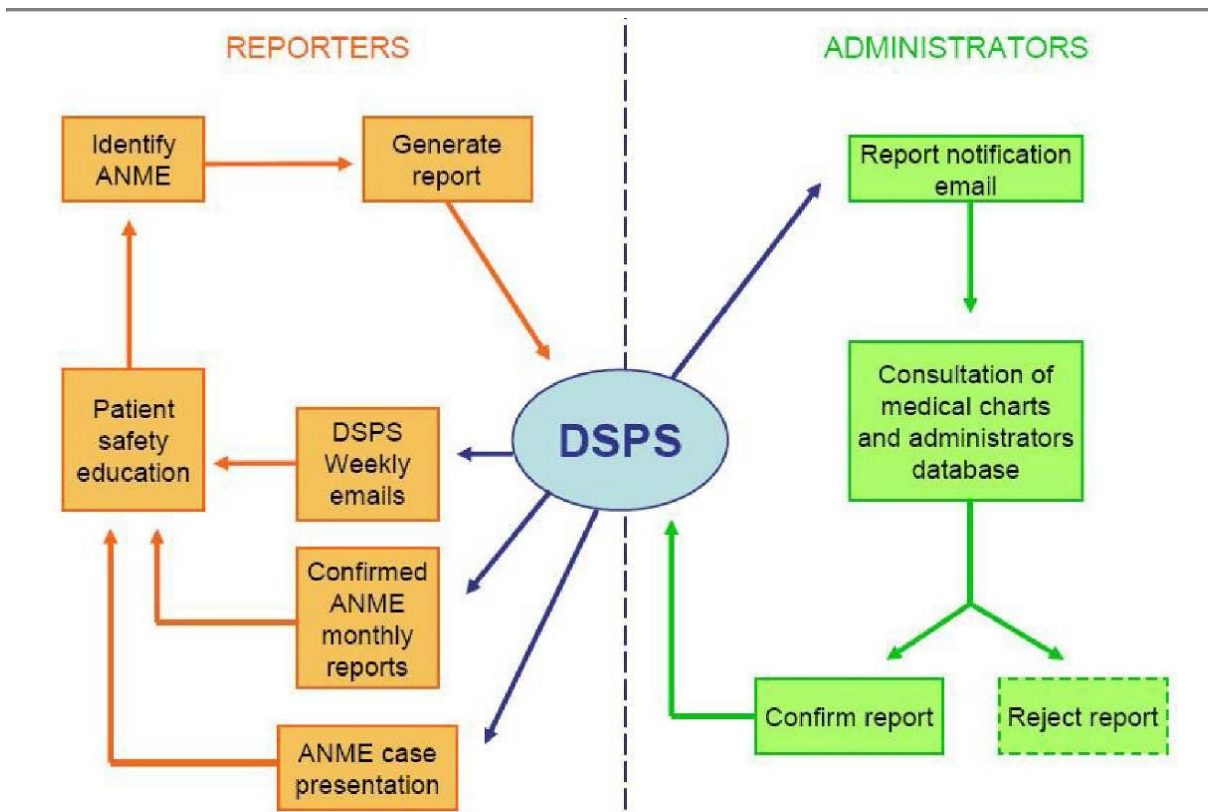 REPORTERS
ADMINISTRATORS
Identify
ANME
Generate
report
Report notification
email
Patient
safety
education
DSPS
Weekly
emails
DSPS
Consultation of
medical charts
and administrators
database
Confirmed
ANME
monthly
reports
Confirm report
Reject report
ANME case
presentation